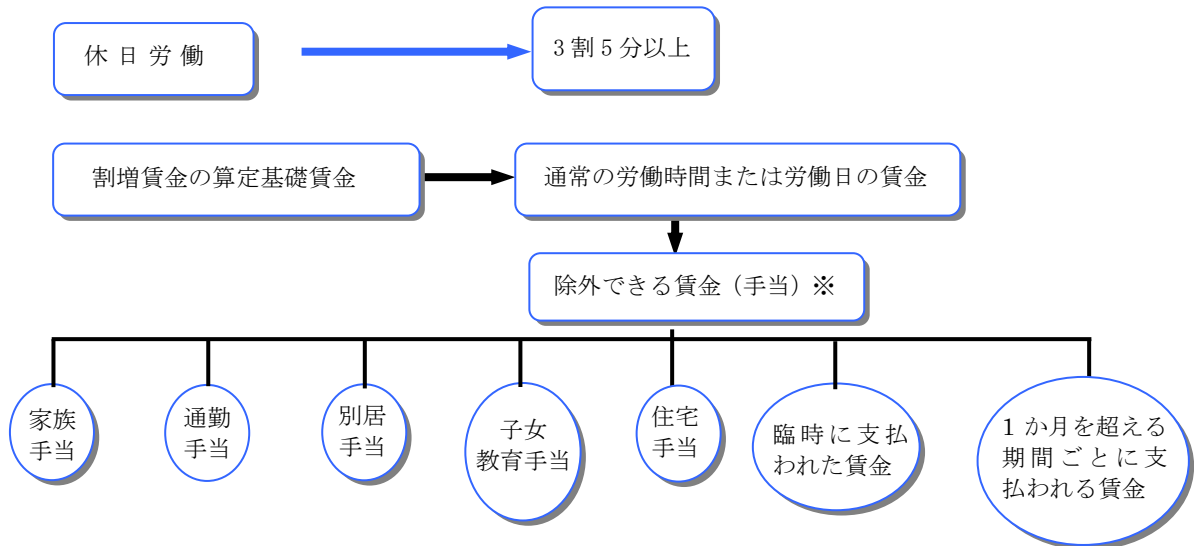 休日労働
3割5分以上
割増賃金の算定基礎賃金
通常の労働時間または労働日の賃金
除外できる賃金（手当）※
家族
手当
通勤
手当
別居
手当
子女
教育手当
住宅
手当
臨時に支払
われた賃金
1か月を超える
期間ごとに支
払われる賃金